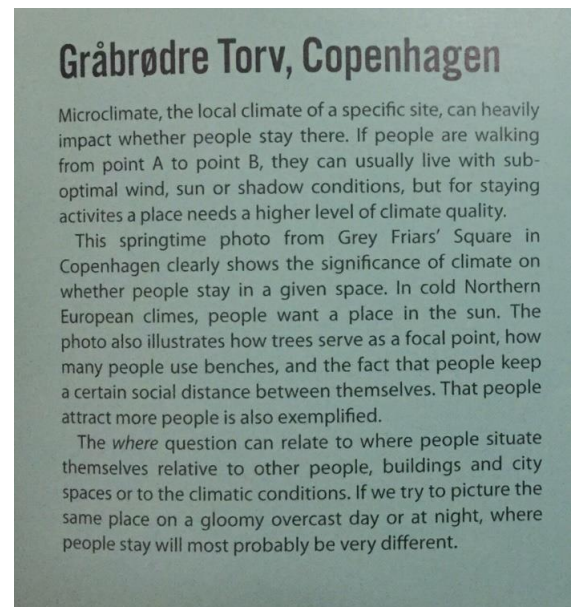 Gråbrødre Torv, Copenhagen
Microclimate, the local climate of a specific site, can heavily
impact whether people stay there. If people are walking
from point A to point B, they can usually live with sub-
optimal wind, sun or shadow conditions, but for staying
activites a place needs a higher level of climate quality.
This springtime photo from Grey Friars' Square in
Copenhagen clearly shows the significance of climate on
whether people stay in a given space. In cold Northern
European climes, people want a place in the sun. The
photo also illustrates how trees serve as a focal point, how
many people use benches, and the fact that people keep
a certain social distance between themselves. That people
attract more people is also exemplified.
The where question can relate to where people situate
themselves relative to other people, buildings and city
spaces or to the climatic conditions. If we try to picture the
same place on a gloomy overcast day or at night, where
people stay will most probably be very different.